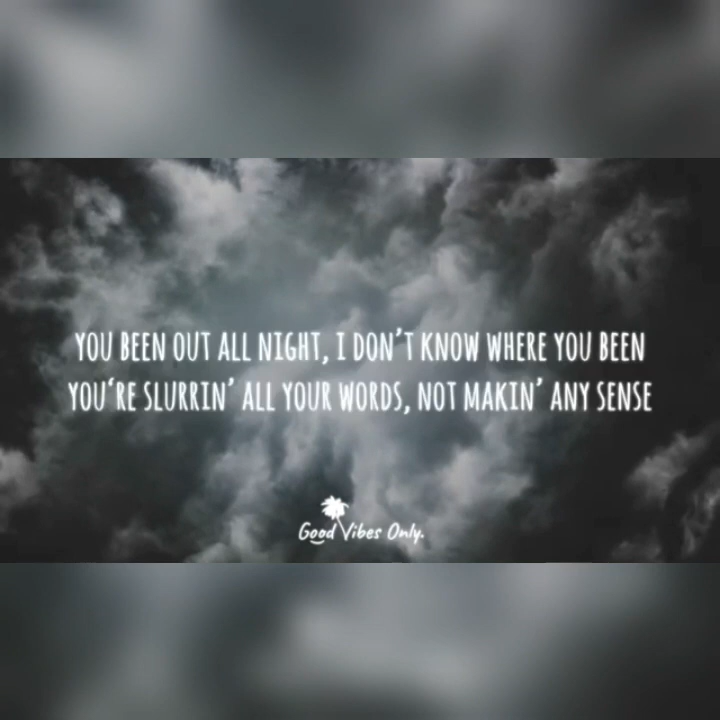 YOU BEEN OUT ALL NIGHT, I DON'T KNOW WHERE YOU BEEN
YOU‘RE SLURRIN’ ALL YOUR WORDS, NOT MAKIN’ ANY SENSE
Good Vibes Only.